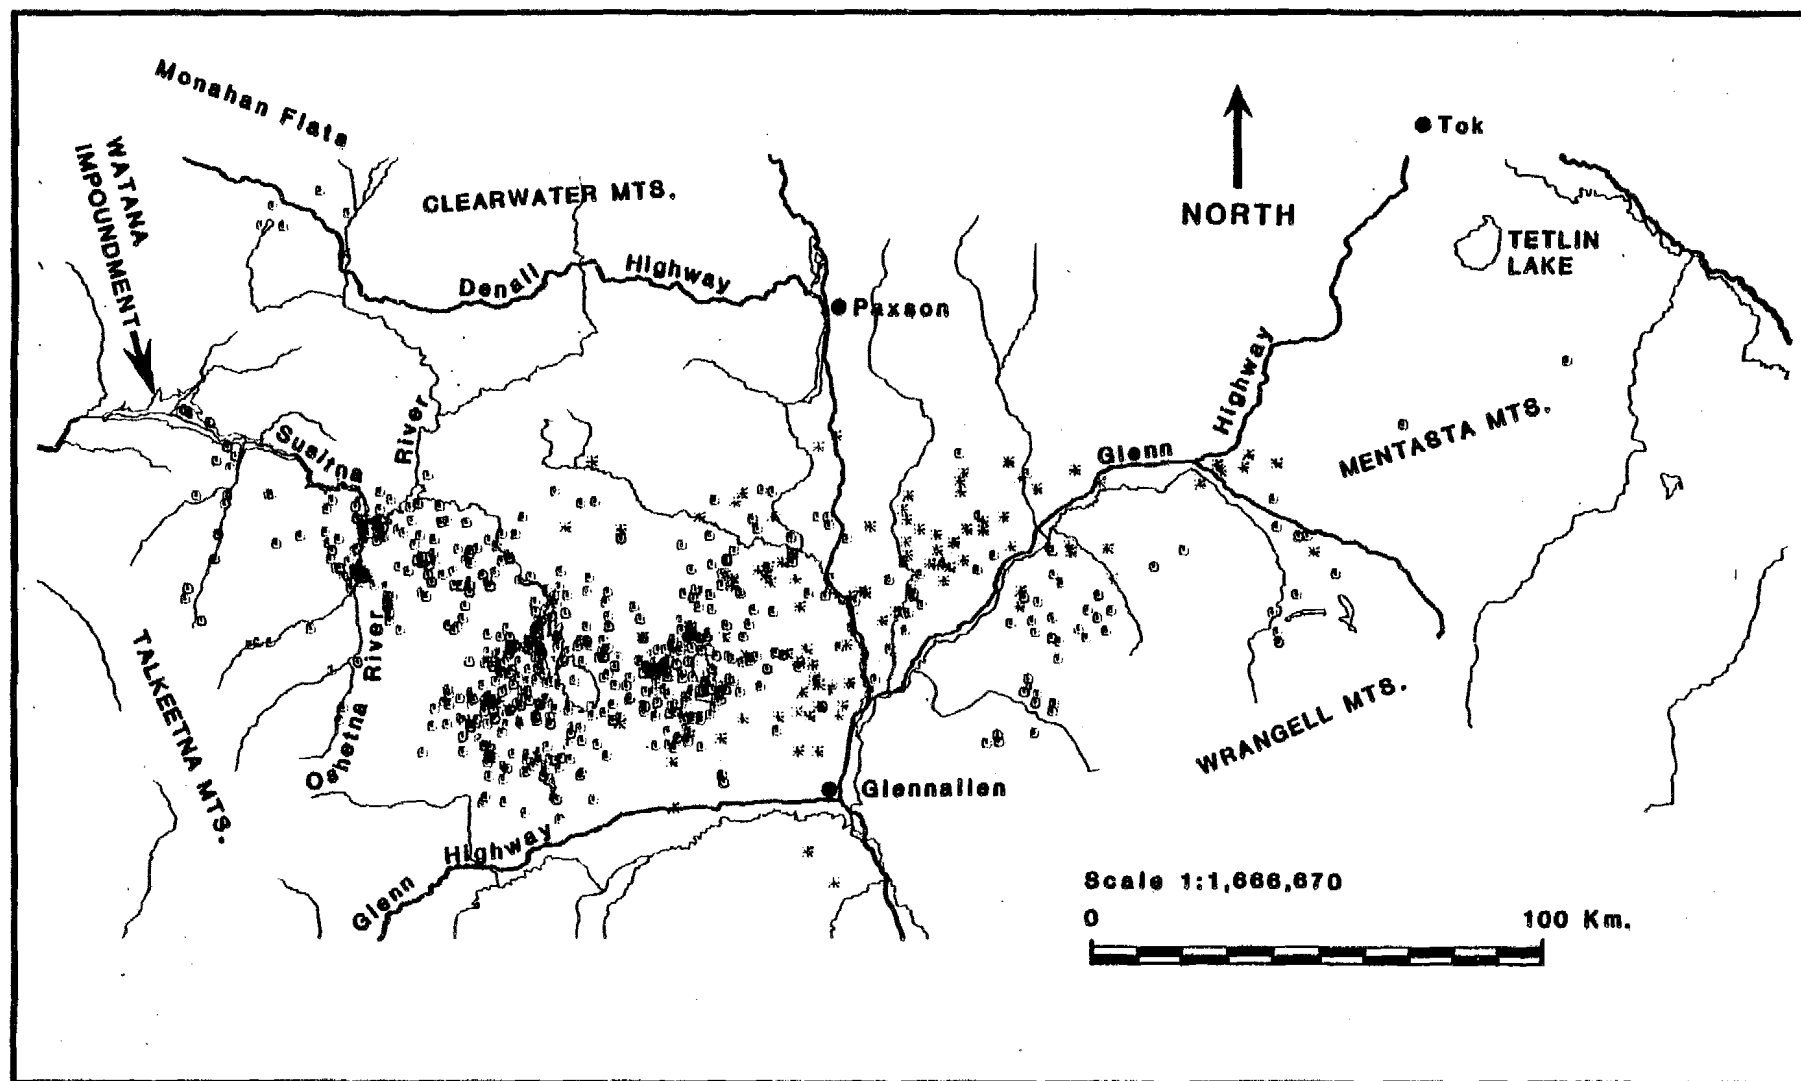 Monahan Flats
WATANA
IMPOUNDMENT
CLEARWATER MTS.
NORTH
Tok
TETLIN
LAKE
Denali Highway
Paxson
Highway
Glenn
MENTASTA MTS.
Susitna
River
TALKEETNA MTS.
River
Oshetna
WRANGELL MTS.
Glennallen
Highway
Glenn
Scale 1:1,666,670
0
100 Km.